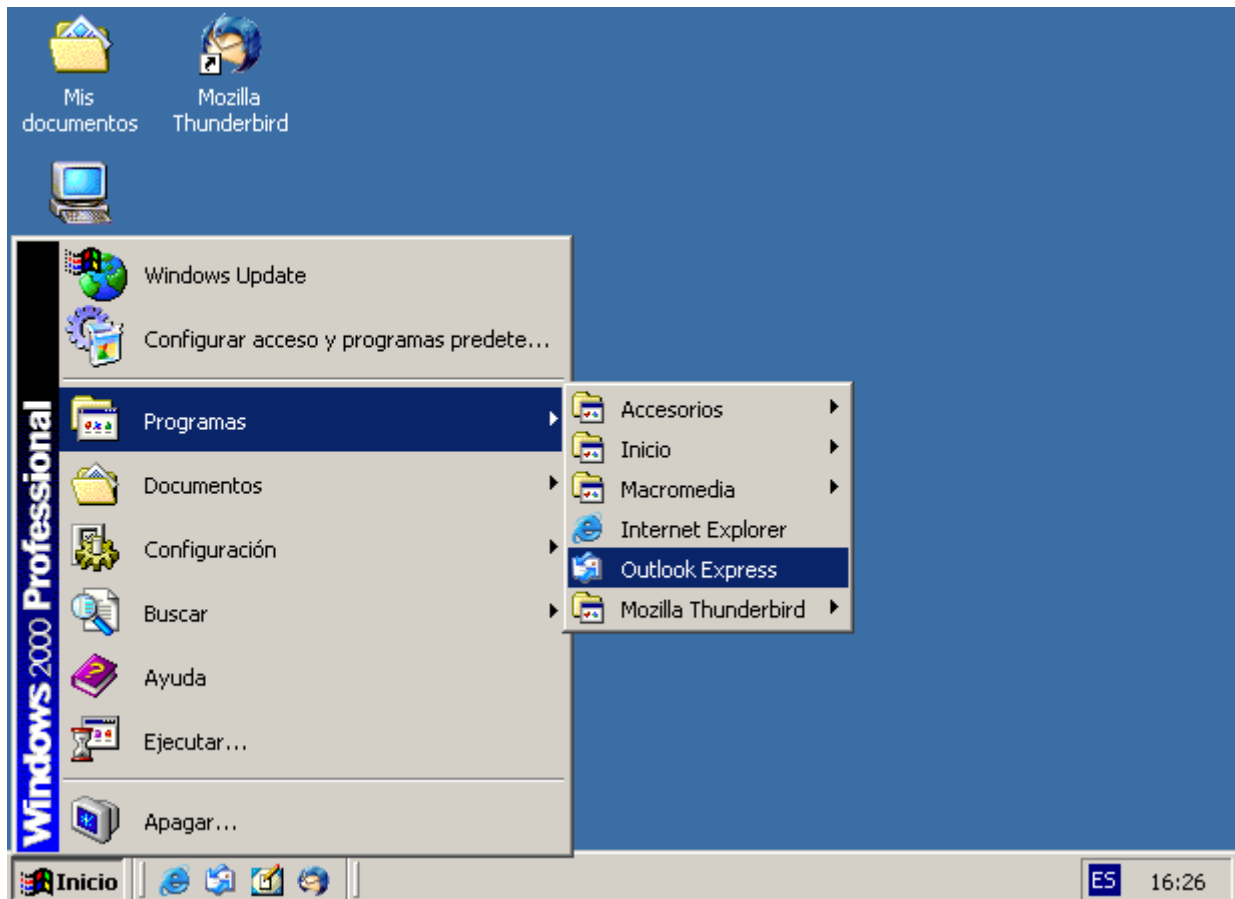 Mis
documentos
Mozilla
Thunderbird
Windows Update
Configurar acceso y programas predete...
Programas
Documentos
Configuración
Buscar
Ayuda
Ejecutar...
Apagar...
Windows 2000 Professional
Accesorios
Inicio
Macromedia
Internet Explorer
Outlook Express
Mozilla Thunderbird
Inicio
ES
16:26